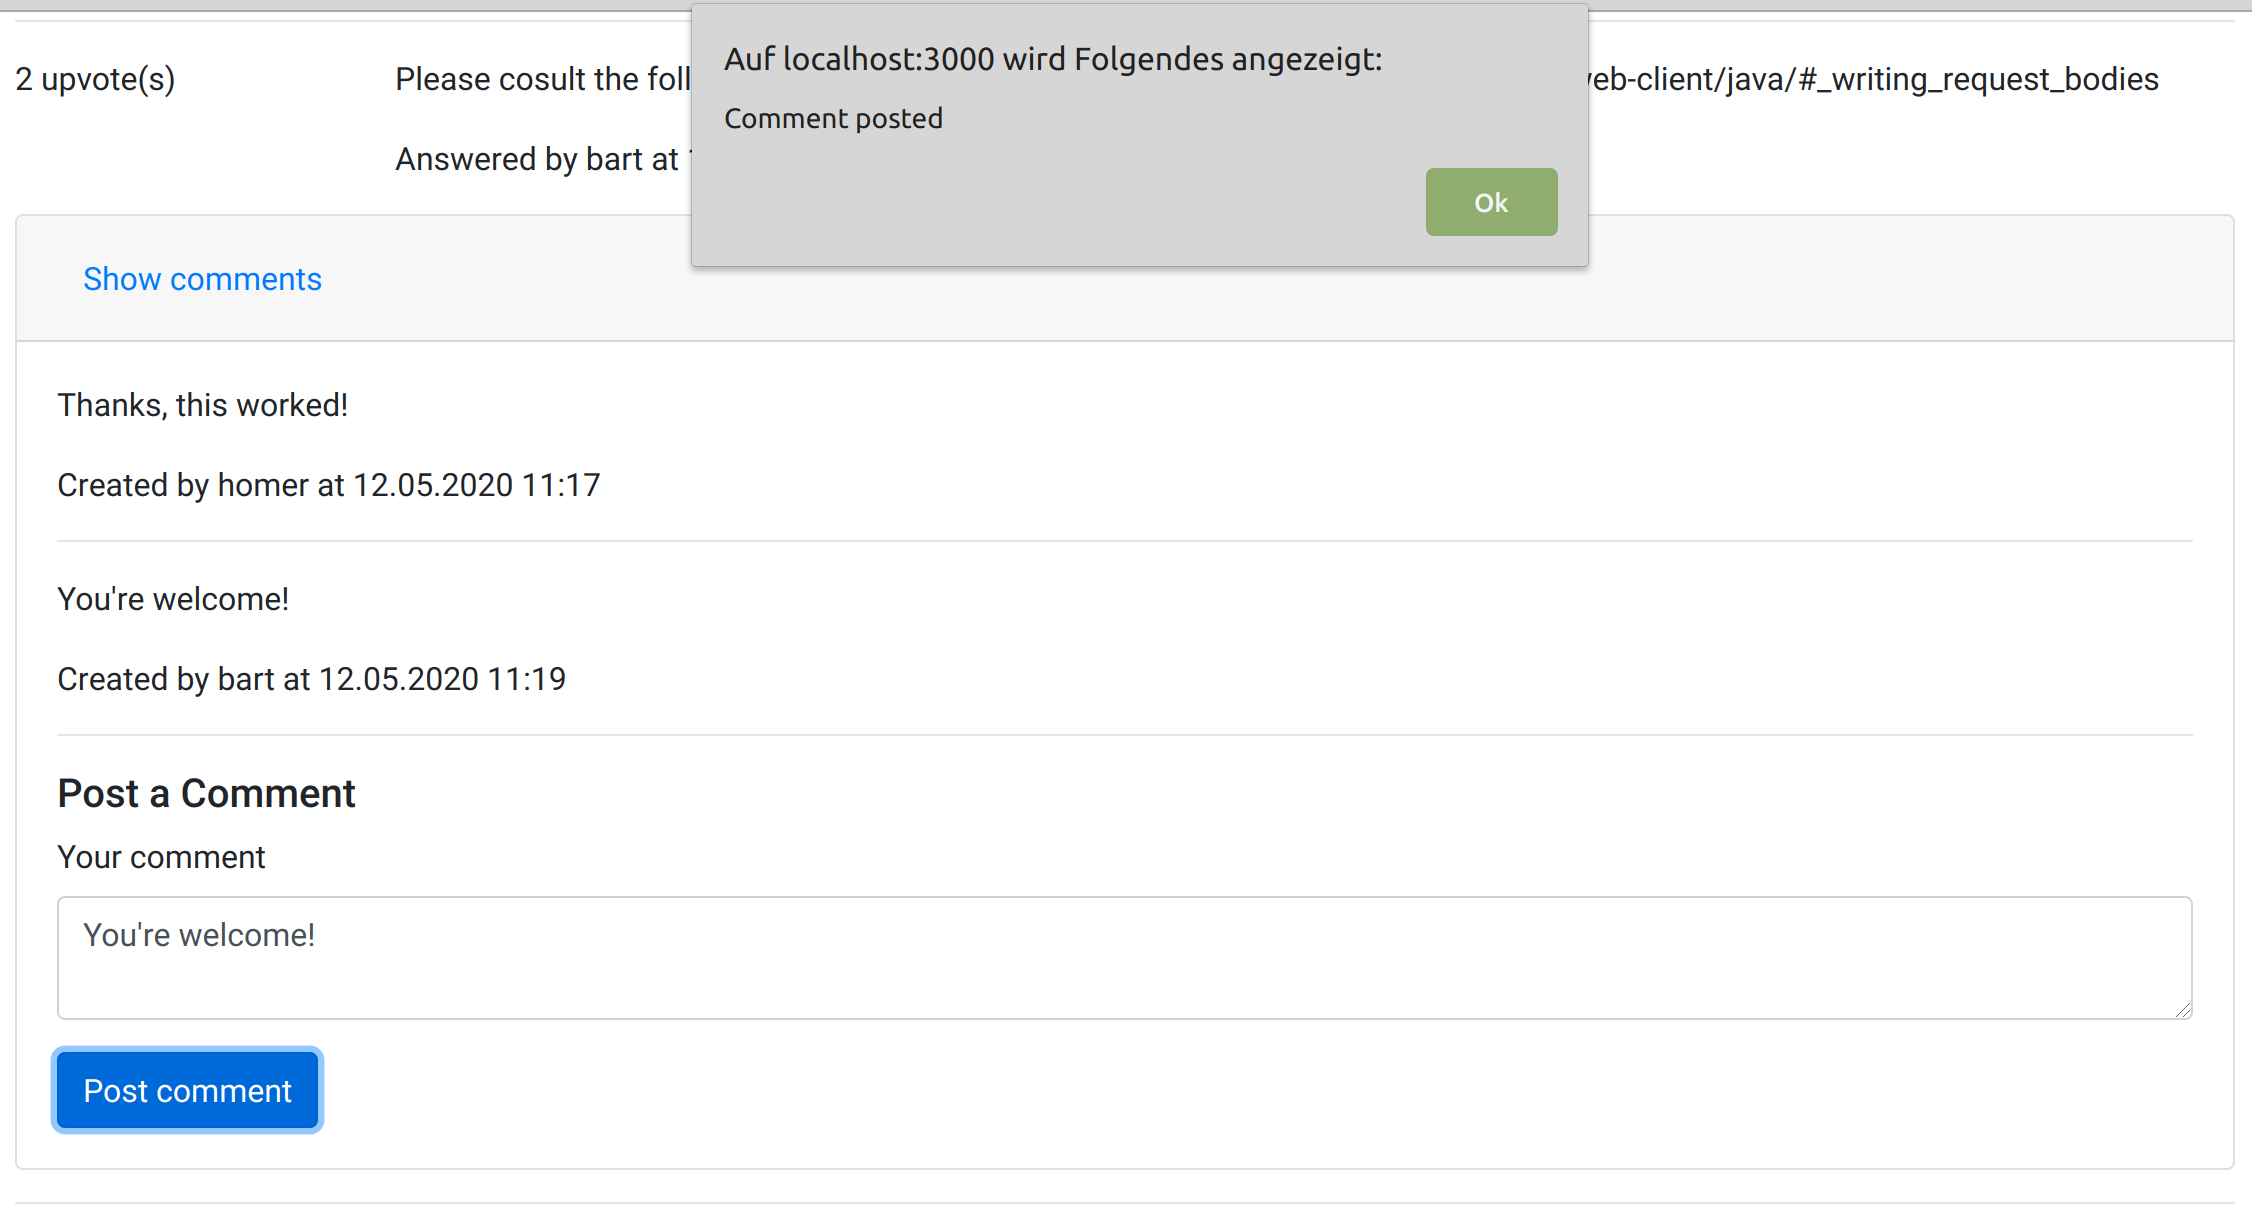 Auf localhost:3000 wird Folgendes angezeigt:
Comment posted
Ok
2 upvote(s)
Please cosult the foll eb-client/java/#_writing_request_bodies
Answered by bart at
Show comments
Thanks, this worked!
Created by homer at 12.05.2020 11:17
You're welcome!
Created by bart at 12.05.2020 11:19
Post a Comment
Your comment
You're welcome!
Post comment